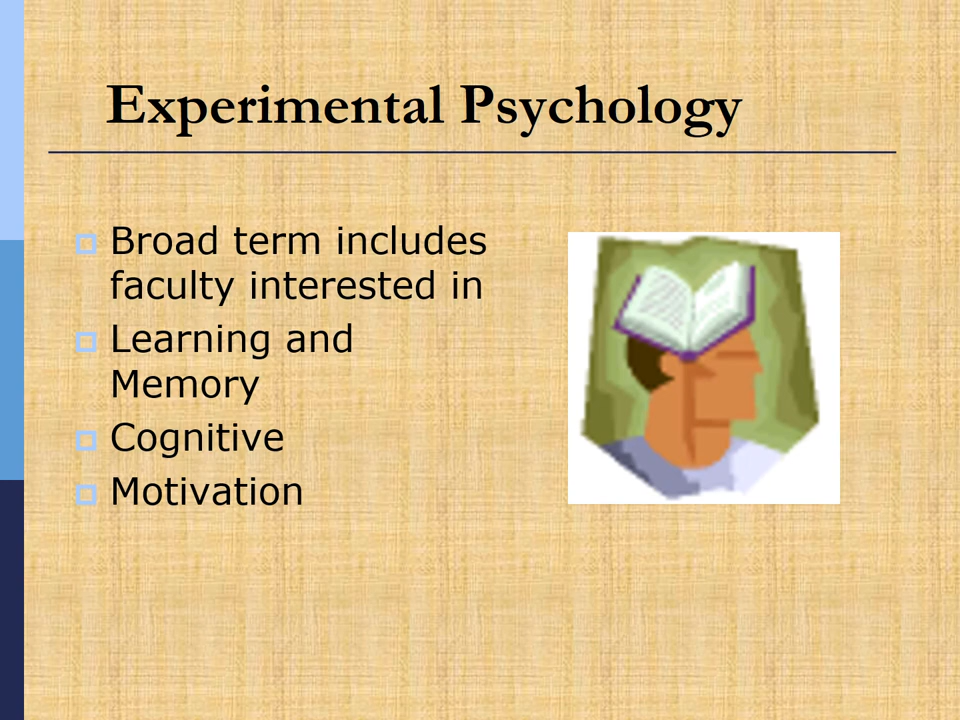 Experimental Psychology
Broad term includes
faculty interested in
Learning and
Memory
Cognitive
Motivation